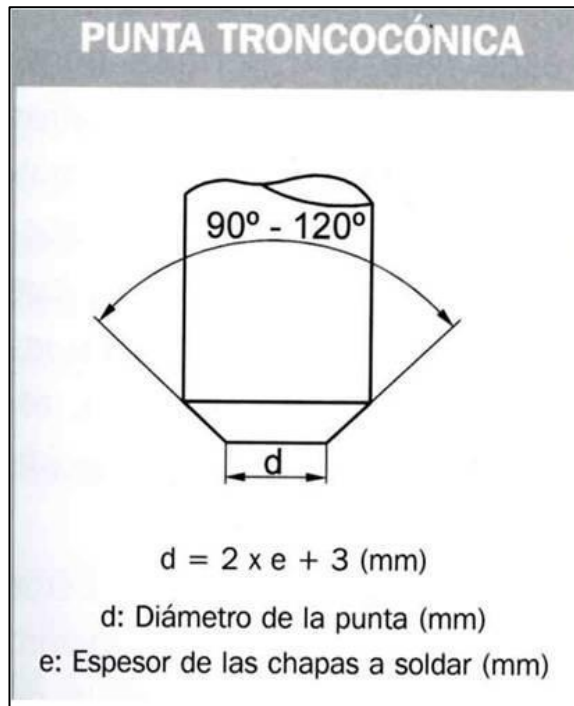 PUNTA TRONCOCÓNICA
90º - 120º
d
d = 2 x e + 3 (mm)
d: Diámetro de la punta (mm)
e: Espesor de las chapas a soldar (mm)